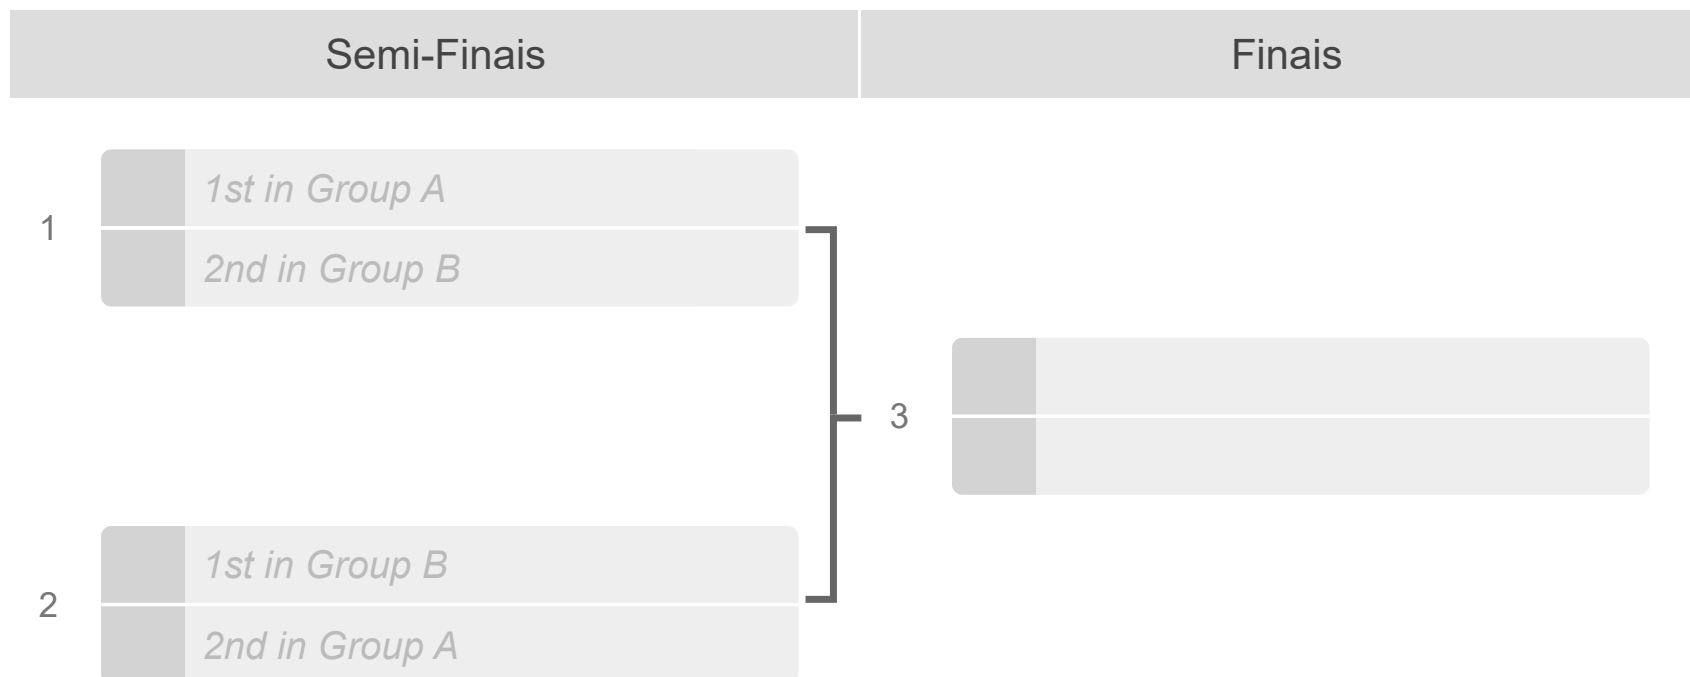 Semi-Finais
Finais
1
1st in Group A
2nd in Group B
3
2
1st in Group B
2nd in Group A